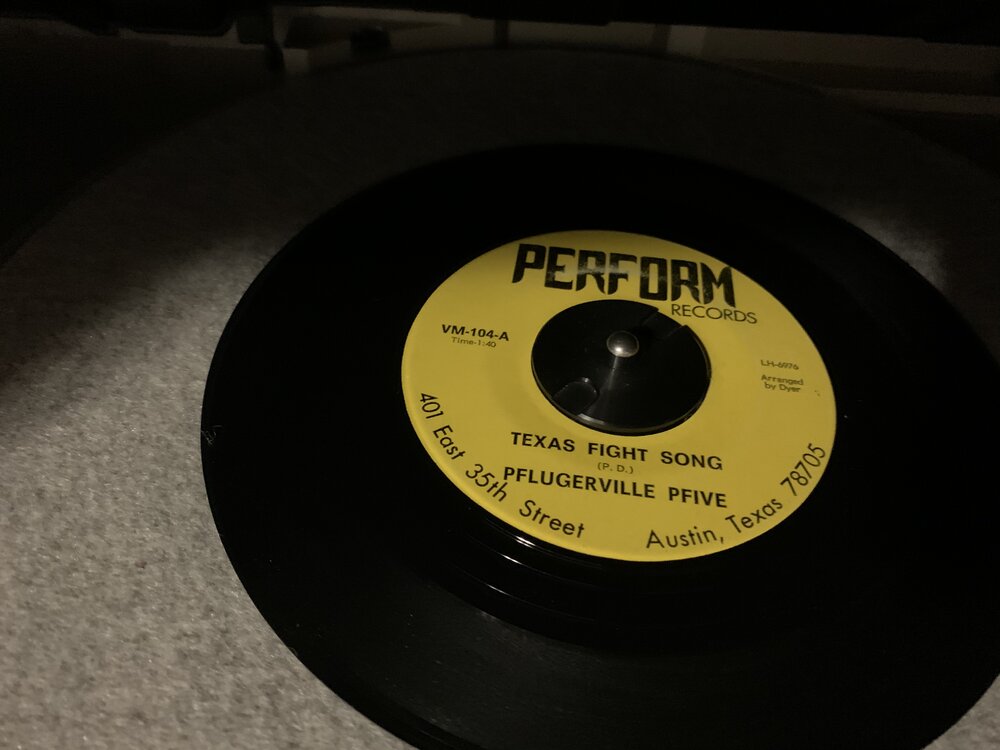 PERFORM
RECORDS
VM-104-A
Time-1:40
LH-6976
Arranged
by Dyer
TEXAS FIGHT SONG
(P. D.)
PFLUGERVILLE PFIVE
401 East 35th Street Austin, Texas 78705